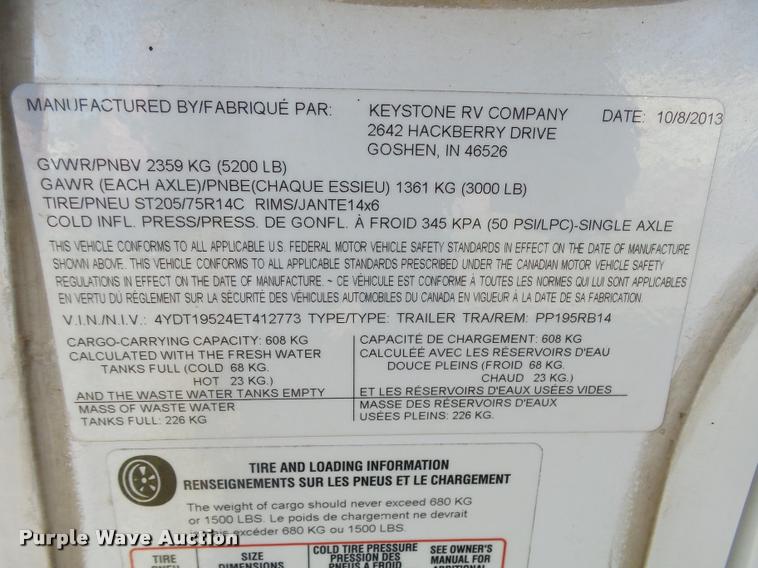 MANUFACTURED BY/FABRIQUÉ PAR: KEYSTONE RV COMPANY DATE: 10/8/2013
2642 HACKBERRY DRIVE
GOSHEN, IN 46526
GVWR/PNBV 2359 KG (5200 LB)
GAWR (EACH AXLE)/PNBE(CHAQUE ESSIEU) 1361 KG (3000 LB)
TIRE/PNEU ST205/75R14C RIMS/JANTE14x6
COLD INFL. PRESS/PRESS. DE GONFL. À FROID 345 KPA (50 PSI/LPC)-SINGLE AXLE
THIS VEHICLE CONFORMS TO ALL APPLICABLE U.S. FEDERAL MOTOR VEHICLE SAFETY STANDARDS IN EFFECT ON THE DATE OF MANUFACTURE
SHOWN ABOVE. THIS VEHICLE CONFORMS TO ALL APPLICABLE STANDARDS PRESCRIBED UNDER THE CANADIAN MOTOR VEHICLE SAFETY
REGULATIONS IN EFFECT ON THE DATE OF MANUFACTURE. ~ CE VÉHICULE EST CONFORME ET TOUTES LES NORMES QUI LUI SONT APPLICABLES
EN VERTU DU RÉGLEMENT SUR LA SÉCURITÉ DES VÉHICULES AUTOMOBILES DU CANADA EN VIGUEUR À LA DATE DE SA FABRICATION.
V.I.N./N.I.V.: 4YDT19524ET412773 TYPE/TYPE: TRAILER TRA/REM: PP195RB14
CARGO-CARRYING CAPACITY: 608 KG
CALCULATED WITH THE FRESH WATER
TANKS FULL (COLD 68 KG.
HOT 23 KG.)
AND THE WASTE WATER TANKS EMPTY
MASS OF WASTE WATER
TANKS FULL: 226 KG
CAPACITÉ DE CHARGEMENT: 608 KG
CALCULÉE AVEC LES RÉSERVOIRS D'EAU
DOUCE PLEINS (FROID 68 KG.
CHAUD 23 KG.)
ET LES RÉSERVOIRS D'EAUX USÉES VIDES
MASSE DES RÉSERVOIRS D'EAUX
USÉES PLEINS: 226 KG.
TIRE AND LOADING INFORMATION
RENSEIGNEMENTS SUR LES PNEUS ET LE CHARGEMENT
The weight of cargo should never exceed 680 KG
or 1500 LBS. Le poids de chargement ne devrait
jamais excéder 680 KG ou 1500 LBS.
TIRE
PNEU
SIZE
DIMENSIONS
COLD TIRE PRESSURE
PRESSION DES
PNEUS A FROID
SEE OWNER'S
MANUAL FOR
ADDITIONAL
Purple Wave Auction